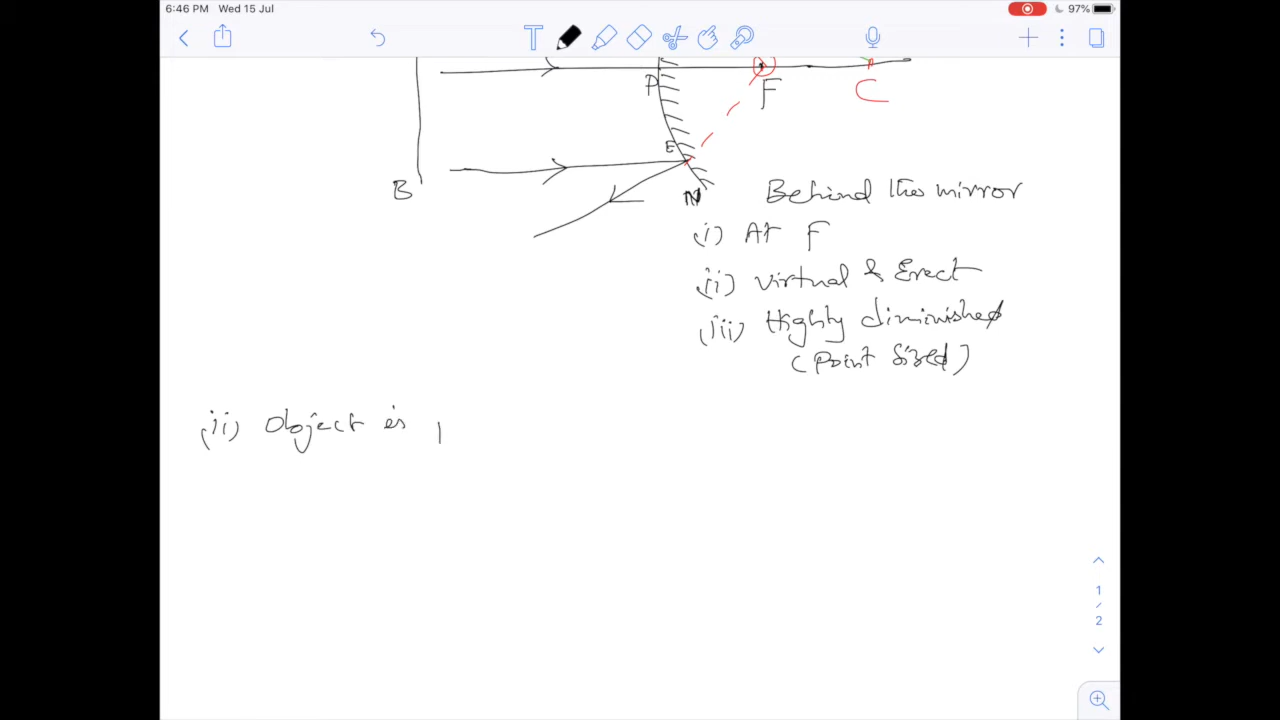 6:46 PM Wed 15 Jul
97%
P
F
C
E
B
N
Behind the mirror
(i) At F
(ii) Virtual & Erect
(iii) Highly diminished
(Point Sized)
(ii) Object is
1
/
2